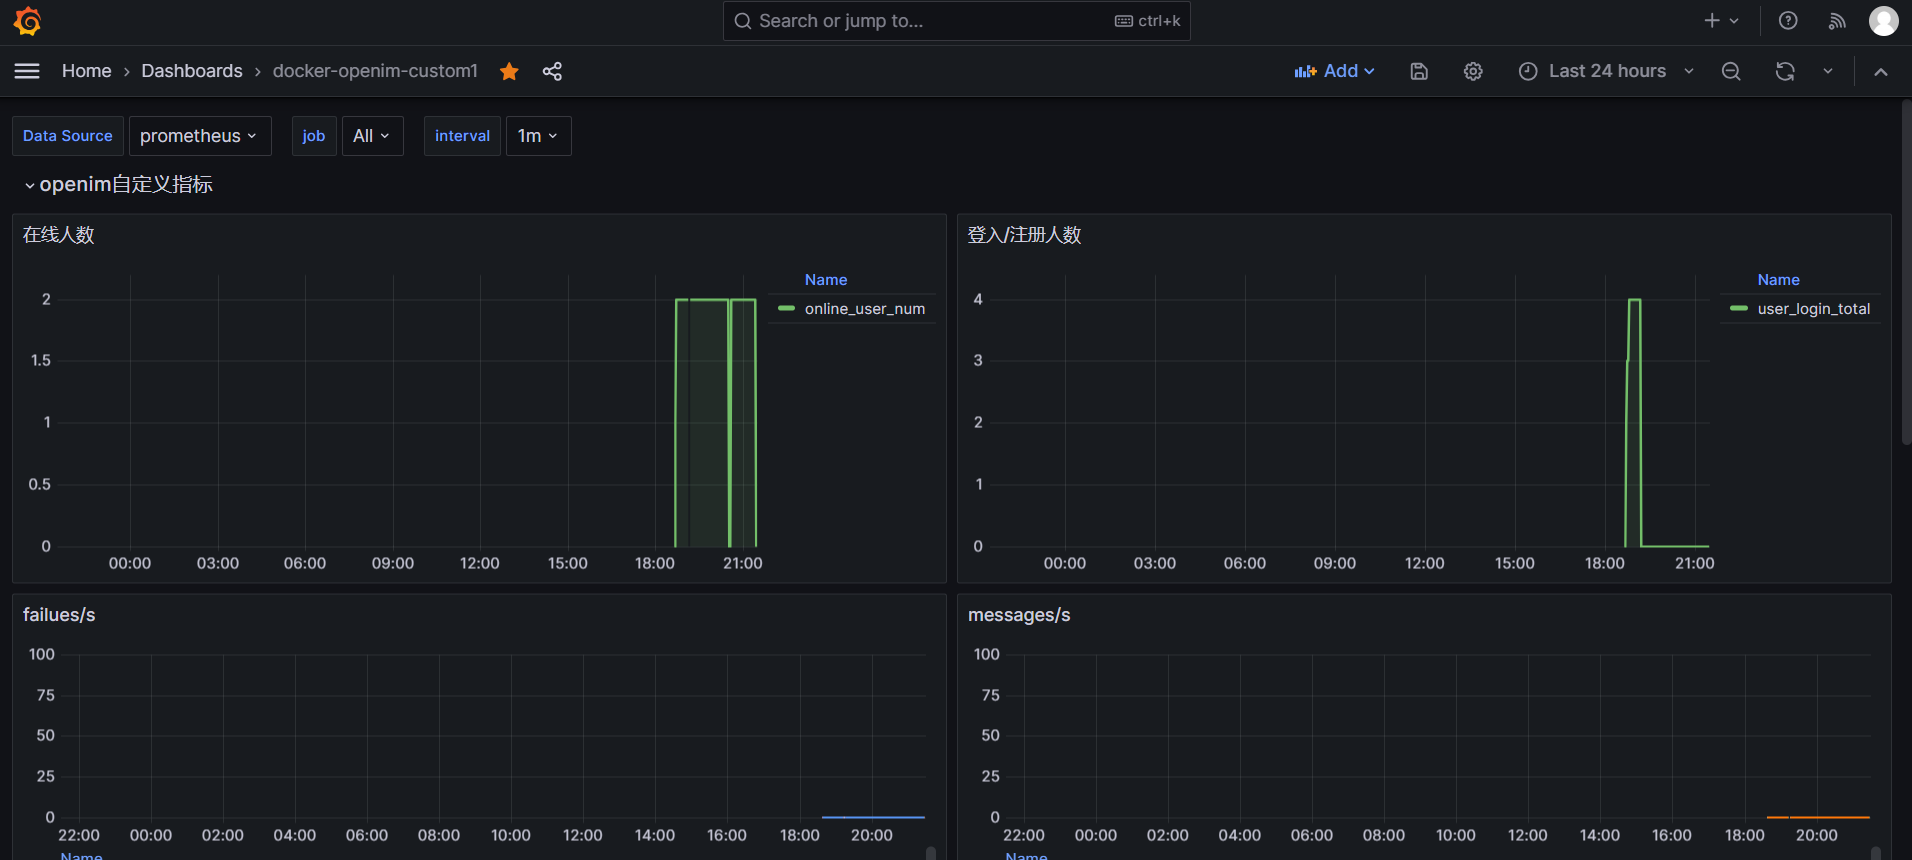 Search or jump to... ctrl+k
Home › Dashboards › docker-openim-custom1 Add Last 24 hours
Data Source prometheus job All interval 1m
openim自定义指标
在线人数
Name
online_user_num
2
1.5
1
0.5
0
00:00 03:00 06:00 09:00 12:00 15:00 18:00 21:00
登入/注册人数
Name
user_login_total
4
3
2
1
0
00:00 03:00 06:00 09:00 12:00 15:00 18:00 21:00
failues/s
100
75
50
25
0
22:00 00:00 02:00 04:00 06:00 08:00 10:00 12:00 14:00 16:00 18:00 20:00
Name
messages/s
100
75
50
25
0
22:00 00:00 02:00 04:00 06:00 08:00 10:00 12:00 14:00 16:00 18:00 20:00
Name